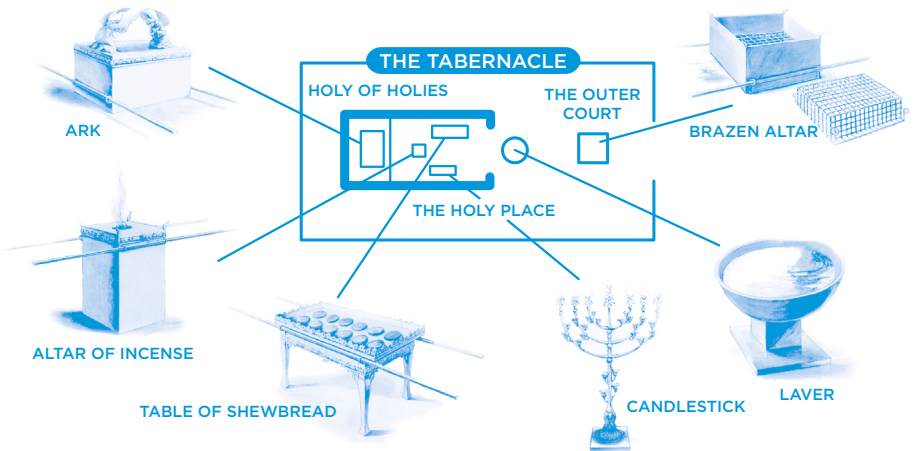 THE TABERNACLE
HOLY OF HOLIES
THE OUTER
COURT
ARK
BRAZEN ALTAR
THE HOLY PLACE
ALTAR OF INCENSE
TABLE OF SHEWBREAD
CANDLESTICK
LAVER